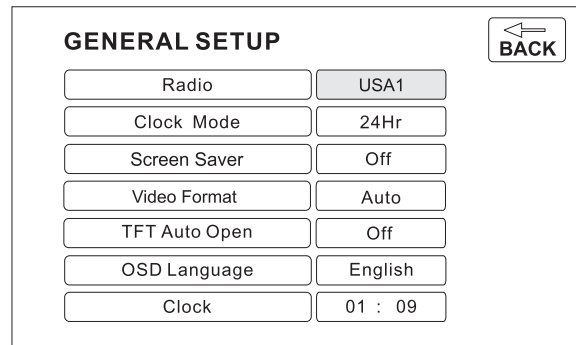 GENERAL SETUP
BACK
Radio USA1
Clock Mode 24Hr
Screen Saver Off
Video Format Auto
TFT Auto Open Off
OSD Language English
Clock 01 : 09